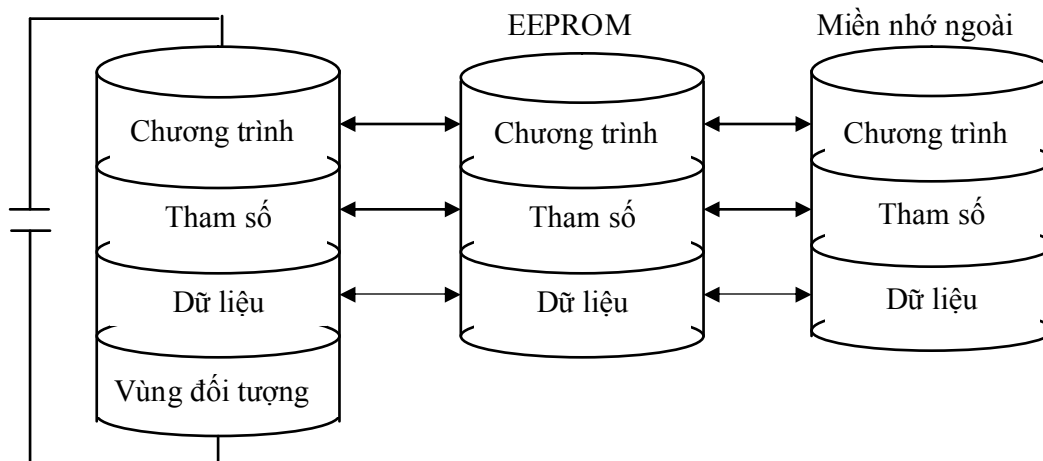 EEPROM
Miền nhớ ngoài
Chương trình
Chương trình
Chương trình
Tham số
Tham số
Tham số
Dữ liệu
Dữ liệu
Dữ liệu
Vùng đối tượng